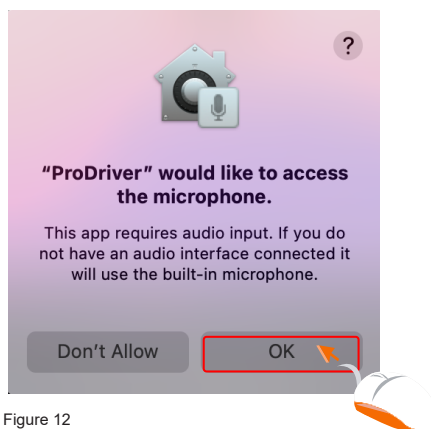 ?
“ProDriver” would like to access
the microphone.
This app requires audio input. If you do
not have an audio interface connected it
will use the built-in microphone.
Don’t Allow
OK
Figure 12